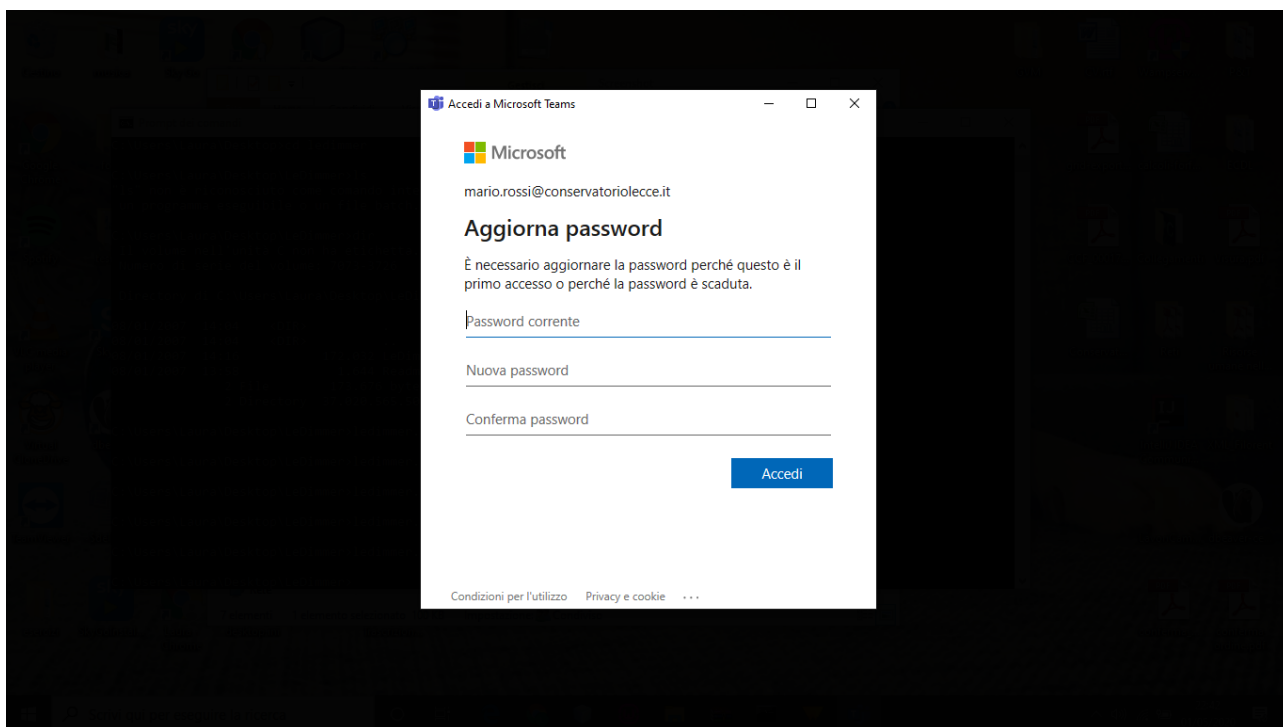 Accedi a Microsoft Teams
Microsoft
mario.rossi@conservatoriolecce.it
Aggiorna password
È necessario aggiornare la password perché questo è il
primo accesso o perché la password è scaduta.
Password corrente
Nuova password
Conferma password
Accedi
Condizioni per l'utilizzo Privacy e cookie ...